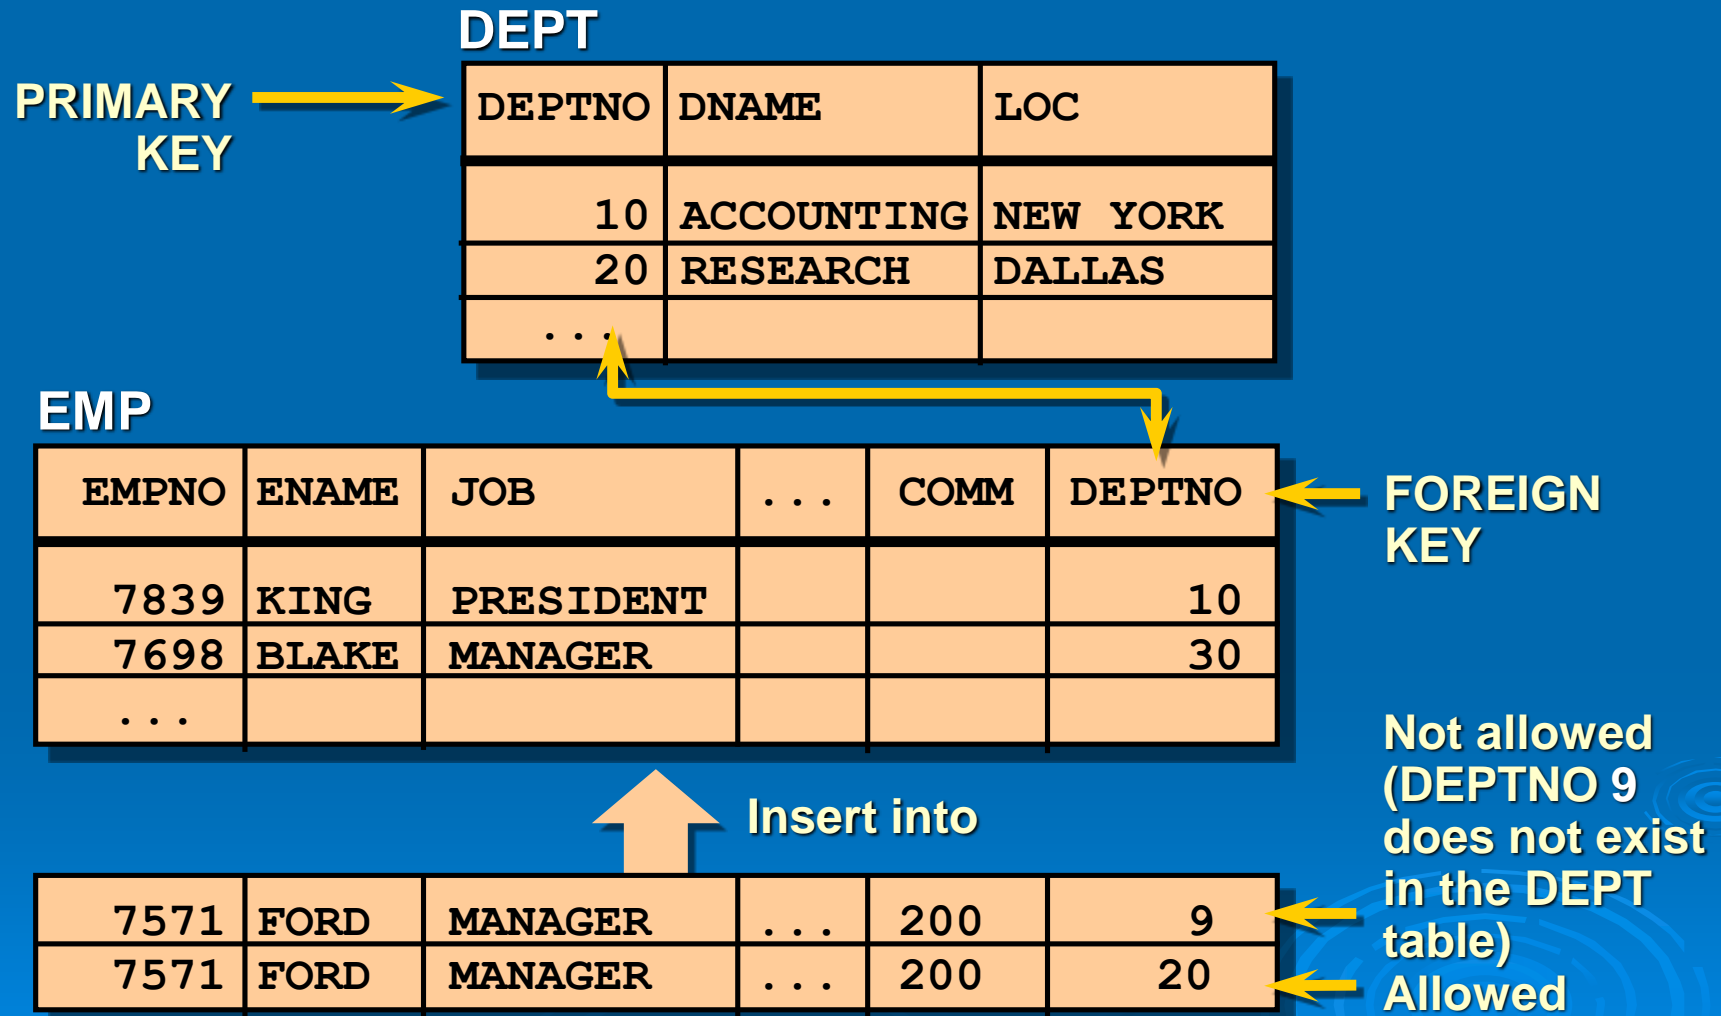 DEPT
PRIMARY
KEY
DEPTNO DNAME LOC
10 ACCOUNTING NEW YORK
20 RESEARCH DALLAS
...
EMP
EMPNO ENAME JOB ... COMM DEPTNO
FOREIGN
KEY
7839 KING PRESIDENT 10
7698 BLAKE MANAGER 30
...
Insert into
Not allowed
(DEPTNO 9
does not exist
in the DEPT
table)
7571 FORD MANAGER ... 200 9
7571 FORD MANAGER ... 200 20
Allowed